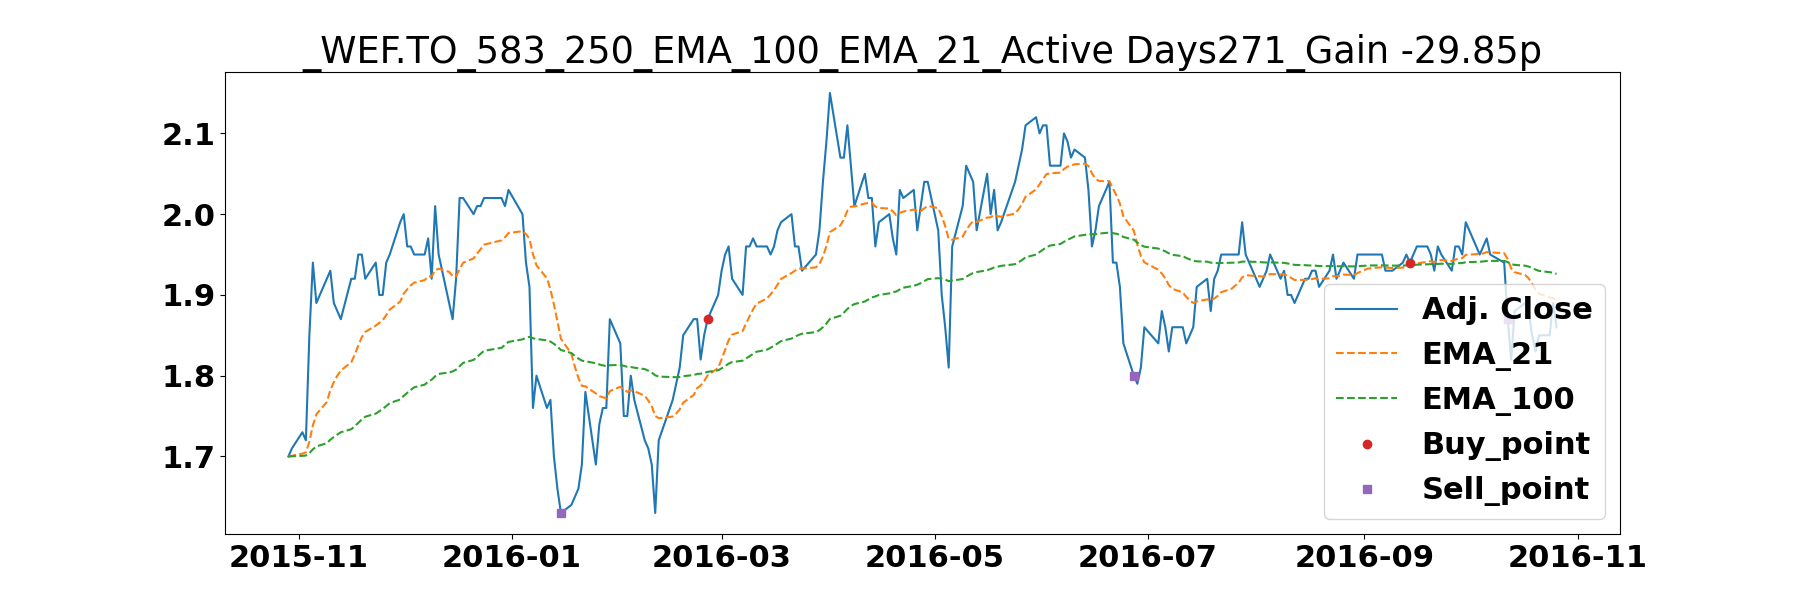 _WEF.TO_583_250_EMA_100_EMA_21_Active Days271_Gain -29.85p
2.1
2.0
1.9
1.8
1.7
Adj. Close
EMA_21
EMA_100
Buy_point
Sell_point
2015-11 2016-01 2016-03 2016-05 2016-07 2016-09 2016-11